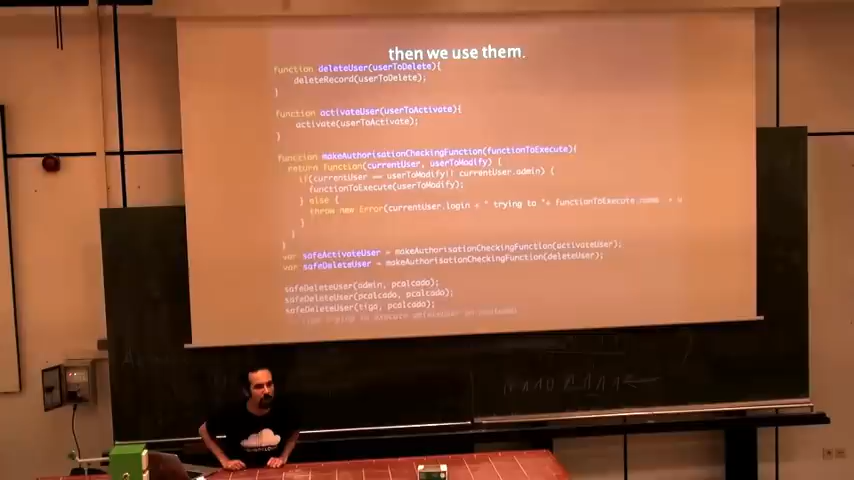 then we use them.
function deleteUser(userToDelete){
deleteRecord(userToDelete);
}
function activateUser(userToActivate){
activate(userToActivate);
}
function makeAuthorisationCheckingFunction(functionToExecute){
return function(currentUser, userToModify) {
if(currentUser == userToModify|| currentUser.admin) {
functionToExecute(userToModify);
} else {
throw new Error(currentUser.login + " trying to "+ functionToExecute.name + 
}
}
}
var safeActivateUser = makeAuthorisationCheckingFunction(activateUser);
var safeDeleteUser = makeAuthorisationCheckingFunction(deleteUser);
safeDeleteUser(admin, pcalcado);
safeDeleteUser(pcalcado, pcalcado);
safeDeleteUser(tigo, pcalcado);